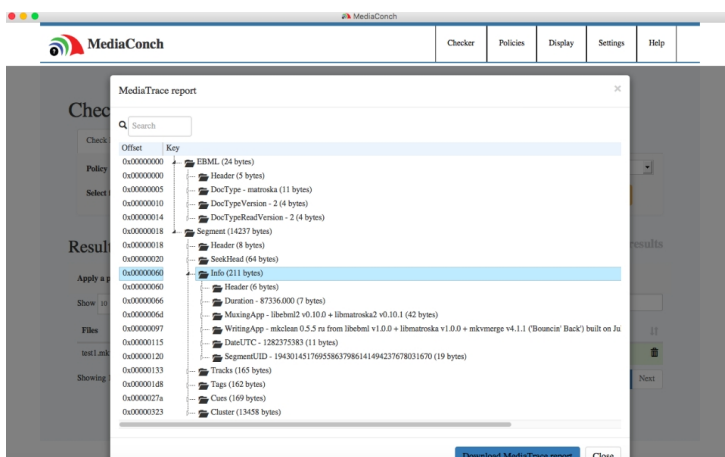 MediaConch
MediaConch
Checker Policies Display Settings Help
MediaTrace report ×
Chec
Search
Check
Offset Key
0x00000000 EBML (24 bytes)
0x00000000 Header (5 bytes)
Policy
0x00000005 DocType - matroska (11 bytes)
0x00000010 DocTypeVersion - 2 (4 bytes)
Select
0x00000014 DocTypeReadVersion - 2 (4 bytes)
0x00000018 Segment (14237 bytes)
Result
0x00000018 Header (8 bytes)
results
0x00000020 SeekHead (64 bytes)
0x00000060 Info (211 bytes)
Apply a p
0x00000060 Header (6 bytes)
0x00000066 Duration - 87336.000 (7 bytes)
Show 10
0x0000006d MuxingApp - libebml2 v0.10.0 + libmatroska2 v0.10.1 (42 bytes)
0x00000097 WritingApp - mkclean 0.5.5 ru from libebml v1.0.0 + libmatroska v1.0.0 + mkvmerge v4.1.1 ('Bouncin' Back') built on Ju
Files
0x00000115 DateUTC - 1282375383 (11 bytes)
test1.mk
0x00000120 SegmentUID - 194301451769558637986141494237678031670 (19 bytes)
0x00000133 Tracks (165 bytes)
Showing
0x000001d8 Tags (162 bytes)
Next
0x0000027a Cues (169 bytes)
0x00000323 Cluster (13458 bytes)
Download MediaTrace report Close